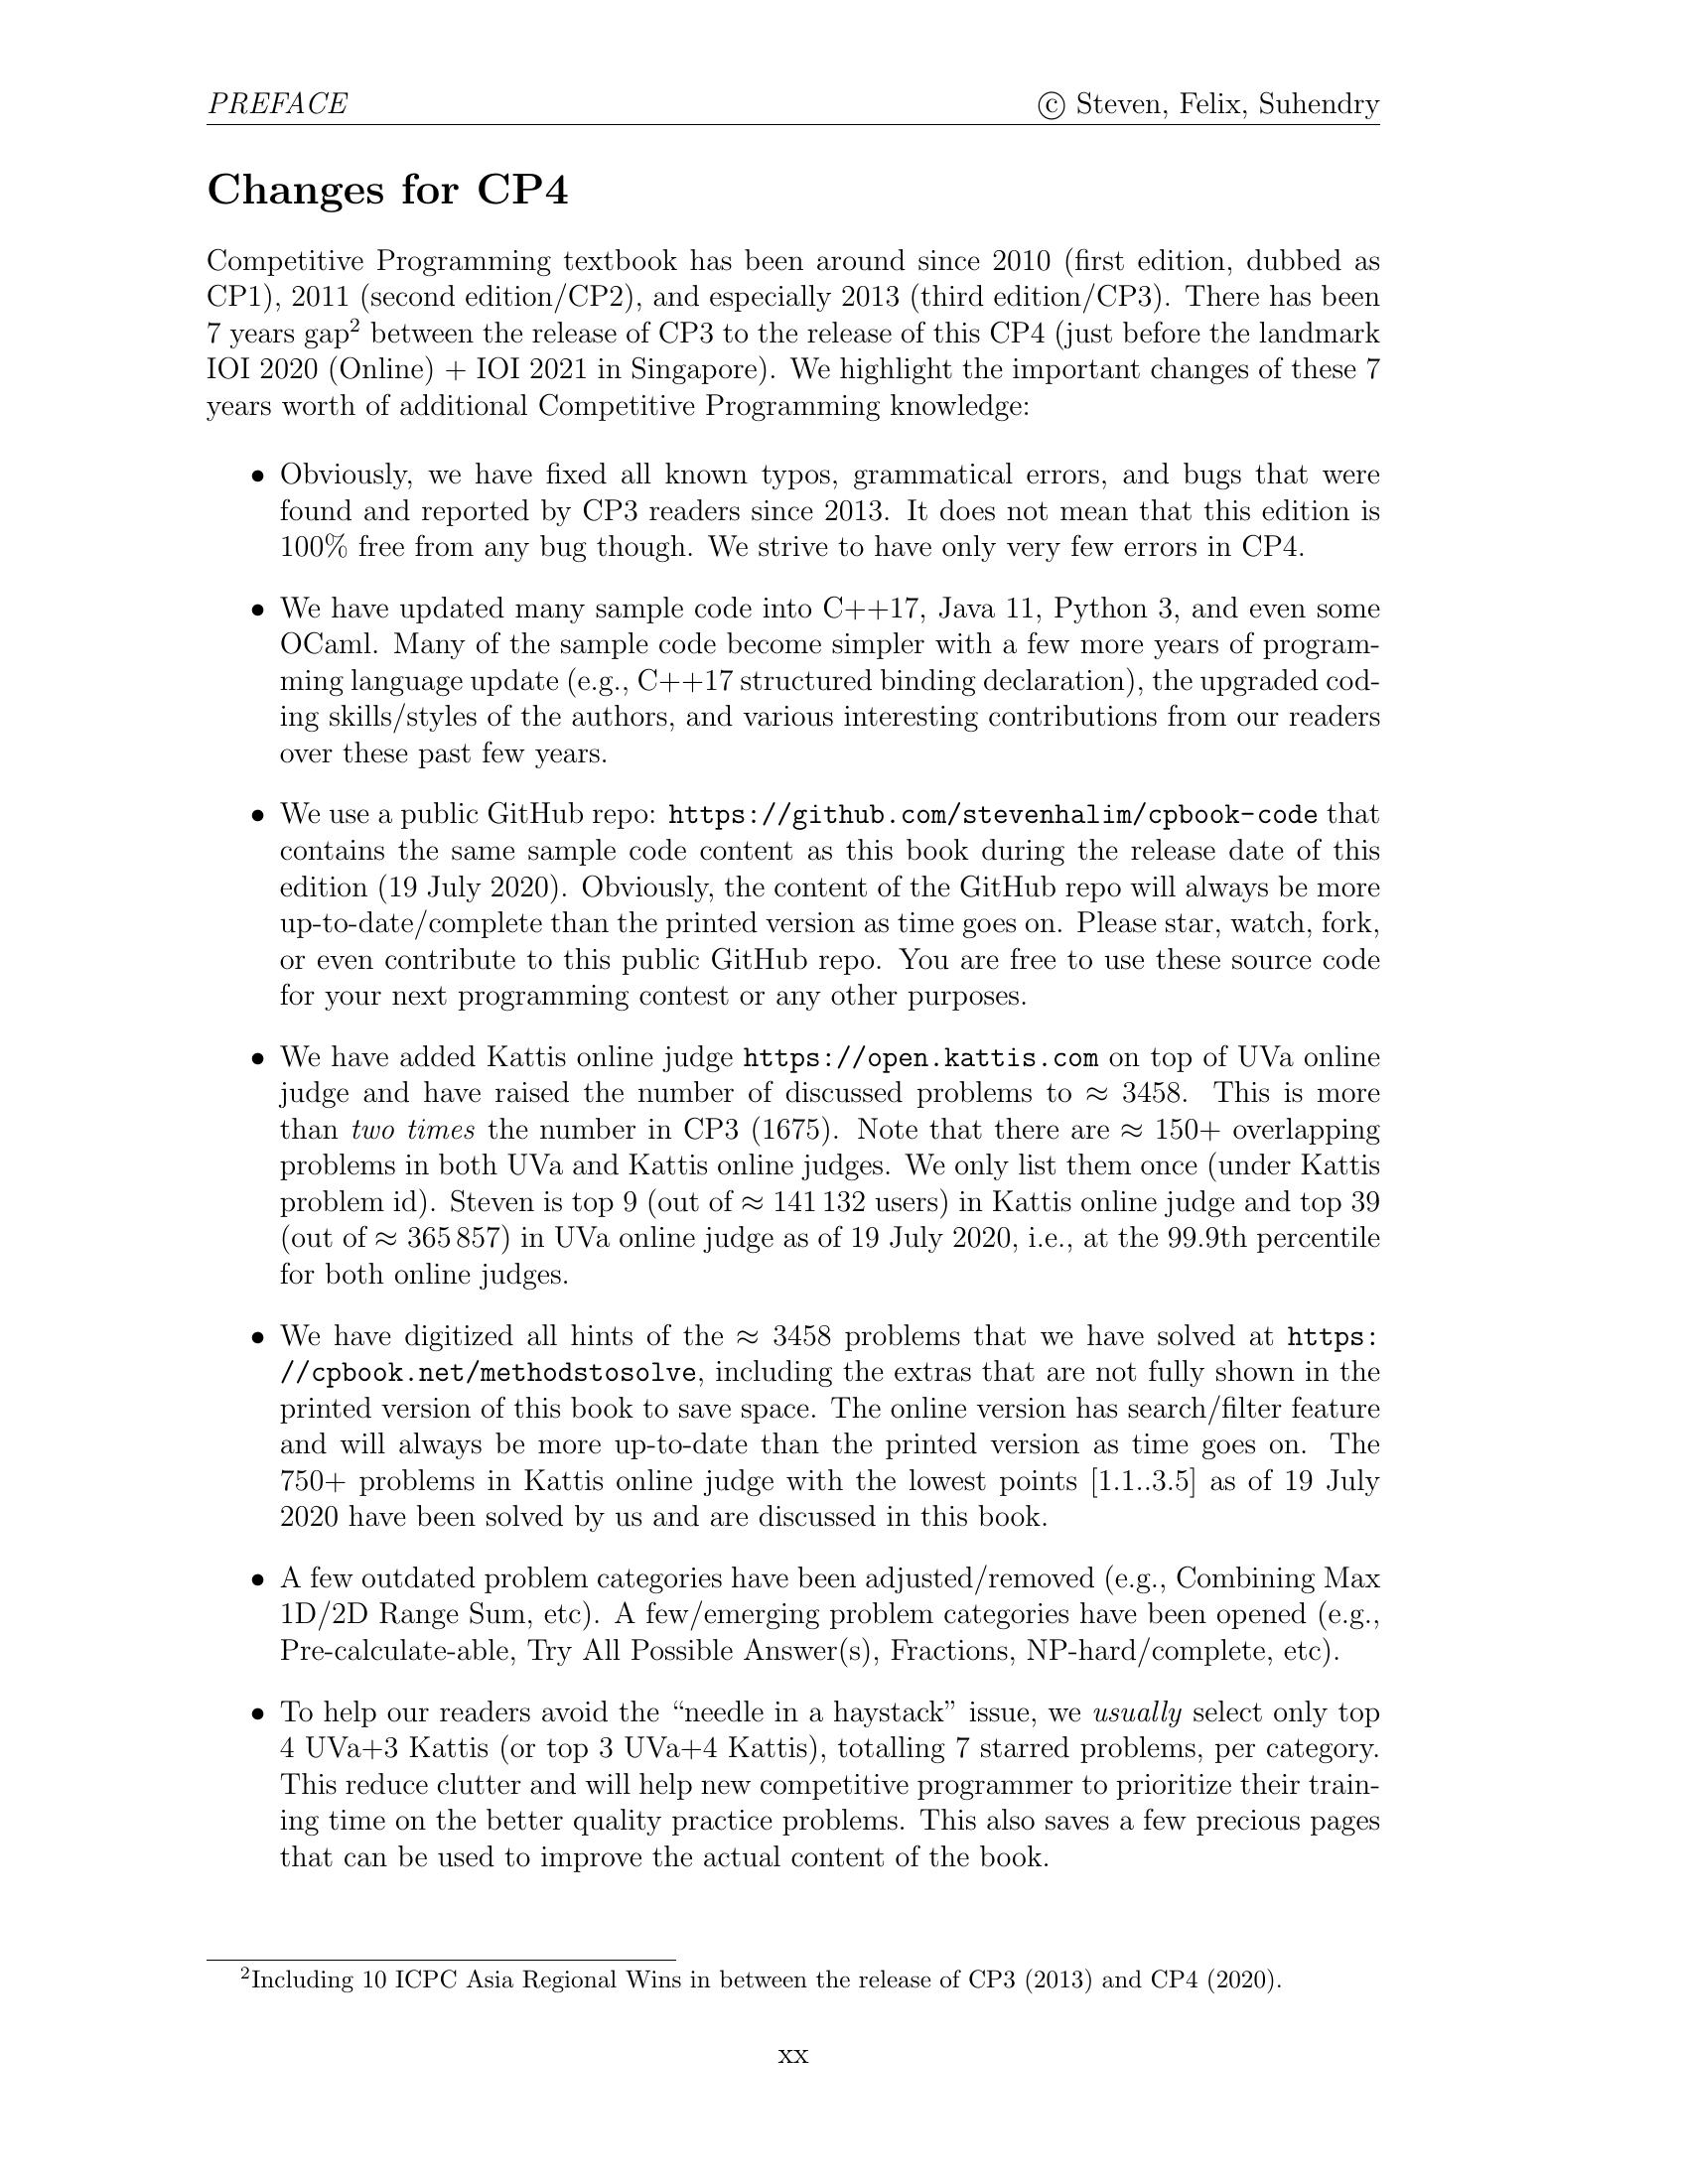 PREFACE © Steven, Felix, Suhendry
Changes for CP4
Competitive Programming textbook has been around since 2010 (first edition, dubbed as
CP1), 2011 (second edition/CP2), and especially 2013 (third edition/CP3). There has been
7 years gap² between the release of CP3 to the release of this CP4 (just before the landmark
IOI 2020 (Online) + IOI 2021 in Singapore). We highlight the important changes of these 7
years worth of additional Competitive Programming knowledge:
• Obviously, we have fixed all known typos, grammatical errors, and bugs that were
found and reported by CP3 readers since 2013. It does not mean that this edition is
100% free from any bug though. We strive to have only very few errors in CP4.
• We have updated many sample code into C++17, Java 11, Python 3, and even some
OCaml. Many of the sample code become simpler with a few more years of program-
ming language update (e.g., C++17 structured binding declaration), the upgraded cod-
ing skills/styles of the authors, and various interesting contributions from our readers
over these past few years.
• We use a public GitHub repo: https://github.com/stevenhalim/cpbook-code that
contains the same sample code content as this book during the release date of this
edition (19 July 2020). Obviously, the content of the GitHub repo will always be more
up-to-date/complete than the printed version as time goes on. Please star, watch, fork,
or even contribute to this public GitHub repo. You are free to use these source code
for your next programming contest or any other purposes.
• We have added Kattis online judge https://open.kattis.com on top of UVa online
judge and have raised the number of discussed problems to ≈ 3458. This is more
than two times the number in CP3 (1675). Note that there are ≈ 150+ overlapping
problems in both UVa and Kattis online judges. We only list them once (under Kattis
problem id). Steven is top 9 (out of ≈ 141 132 users) in Kattis online judge and top 39
(out of ≈ 365 857) in UVa online judge as of 19 July 2020, i.e., at the 99.9th percentile
for both online judges.
• We have digitized all hints of the ≈ 3458 problems that we have solved at https:
//cpbook.net/methodstosolve, including the extras that are not fully shown in the
printed version of this book to save space. The online version has search/filter feature
and will always be more up-to-date than the printed version as time goes on. The
750+ problems in Kattis online judge with the lowest points [1.1..3.5] as of 19 July
2020 have been solved by us and are discussed in this book.
• A few outdated problem categories have been adjusted/removed (e.g., Combining Max
1D/2D Range Sum, etc). A few/emerging problem categories have been opened (e.g.,
Pre-calculate-able, Try All Possible Answer(s), Fractions, NP-hard/complete, etc).
• To help our readers avoid the “needle in a haystack” issue, we usually select only top
4 UVa+3 Kattis (or top 3 UVa+4 Kattis), totalling 7 starred problems, per category.
This reduce clutter and will help new competitive programmer to prioritize their train-
ing time on the better quality practice problems. This also saves a few precious pages
that can be used to improve the actual content of the book.
²Including 10 ICPC Asia Regional Wins in between the release of CP3 (2013) and CP4 (2020).
xx